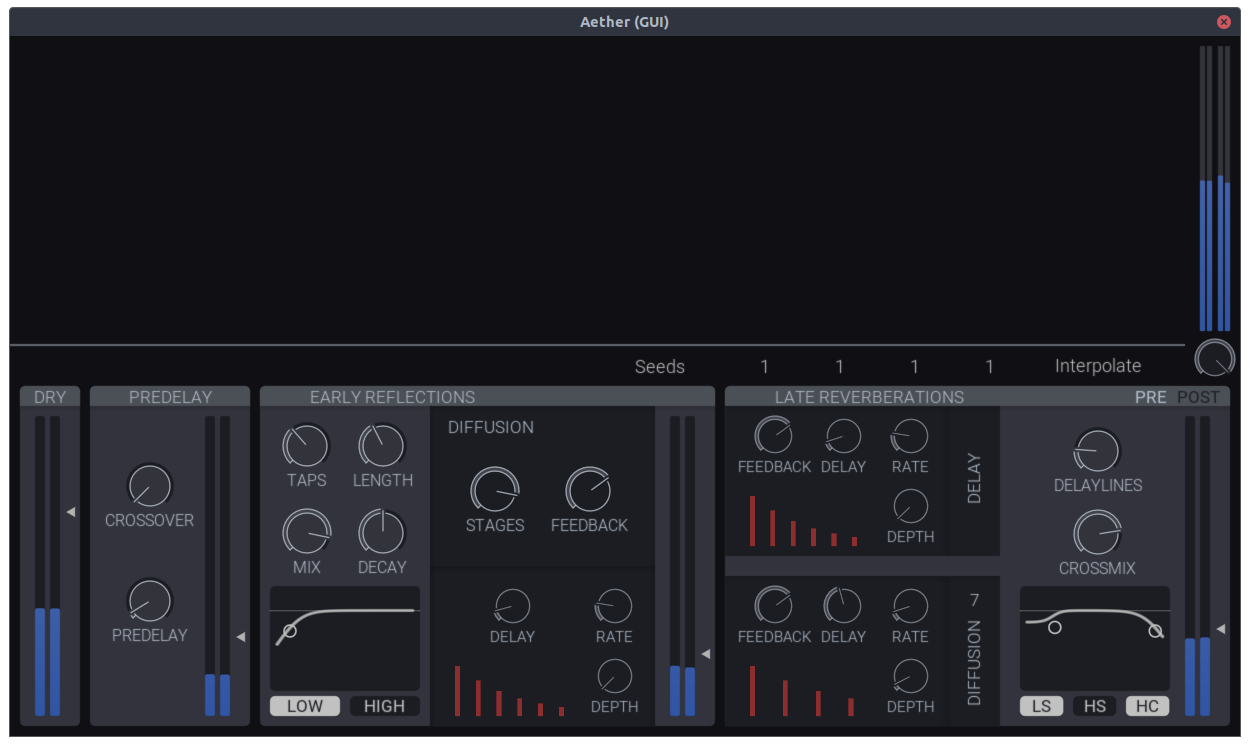 Aether (GUI)
Seeds 1 1 1 1 Interpolate
DRY
PREDELAY
CROSSOVER
PREDELAY
EARLY REFLECTIONS
TAPS LENGTH
MIX DECAY
LOW HIGH
DIFFUSION
STAGES FEEDBACK
DELAY RATE
DEPTH
LATE REVERBERATIONS PRE POST
FEEDBACK DELAY RATE
DEPTH
DELAY
FEEDBACK DELAY RATE
DEPTH
7
DIFFUSION
DELAYLINES
CROSSMIX
LS HS HC